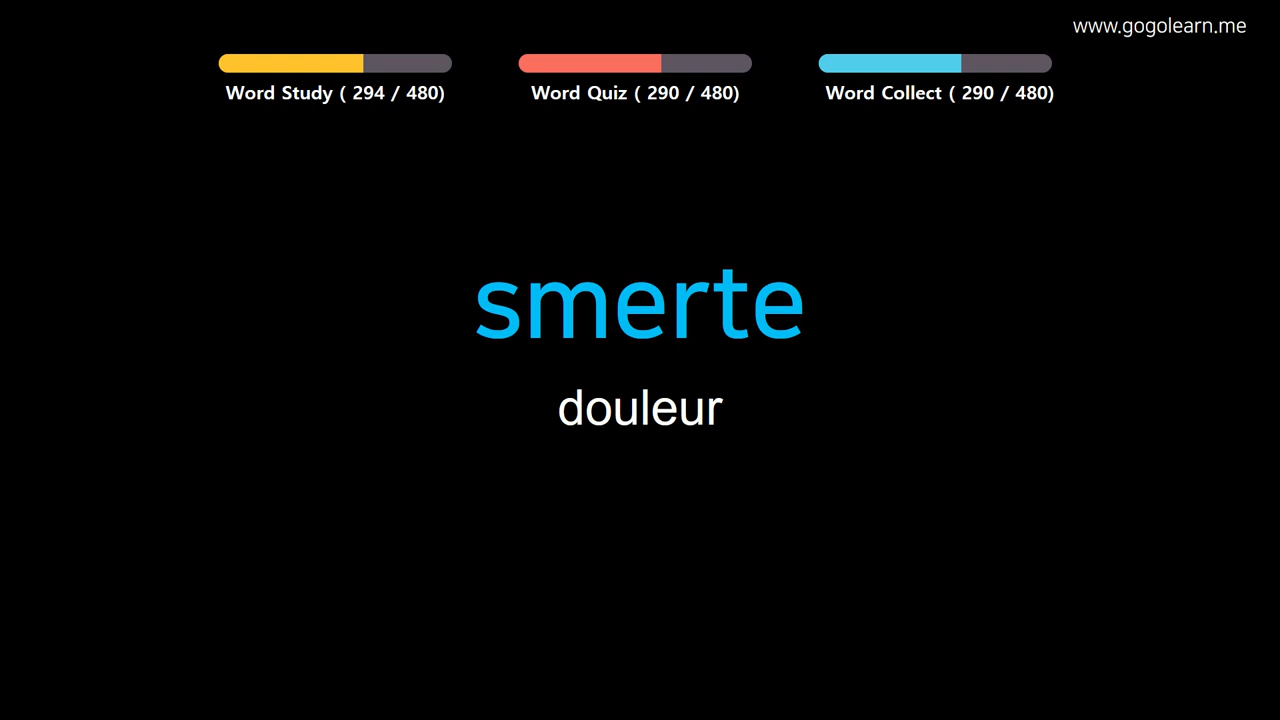 www.gogolearn.me
Word Study ( 294 / 480)
Word Quiz ( 290 / 480)
Word Collect ( 290 / 480)
smerte
douleur